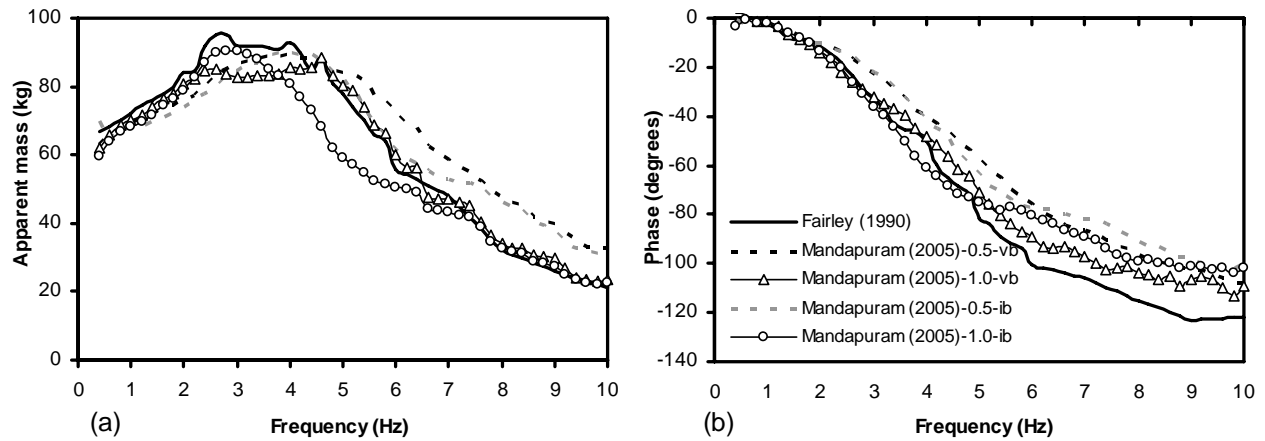 100
80
60
40
20
0
Apparent mass (kg)
0 1 2 3 4 5 6 7 8 9 10
(a)
Frequency (Hz)
0
-20
-40
-60
-80
-100
-120
-140
Phase (degrees)
Fairley (1990)
Mandapuram (2005)-0.5-vb
Mandapuram (2005)-1.0-vb
Mandapuram (2005)-0.5-ib
Mandapuram (2005)-1.0-ib
0 1 2 3 4 5 6 7 8 9 10
(b)
Frequency (Hz)